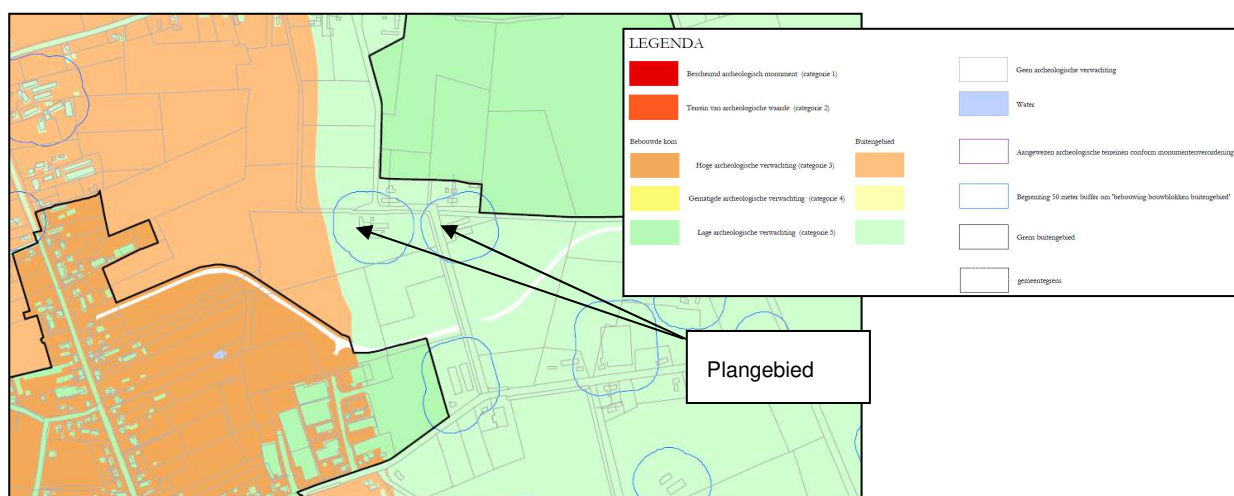 LEGENDA
Beschermd archeologisch monument (categorie 1)
Terrein van archeologische waarde (categorie 2)
Bebouwde kom
Buitengebied
Hoge archeologische verwachting (categorie 3)
Gematigde archeologische verwachting (categorie 4)
Lage archeologische verwachting (categorie 5)
Geen archeologische verwachting
Water
Aangewezen archeologische terreinen conform monumentenverordening
Begrenzing 50 meter buffer om 'bebouwing bouwblokken buitengebied'
Grens buitengebied
gemeentegrens
Plangebied